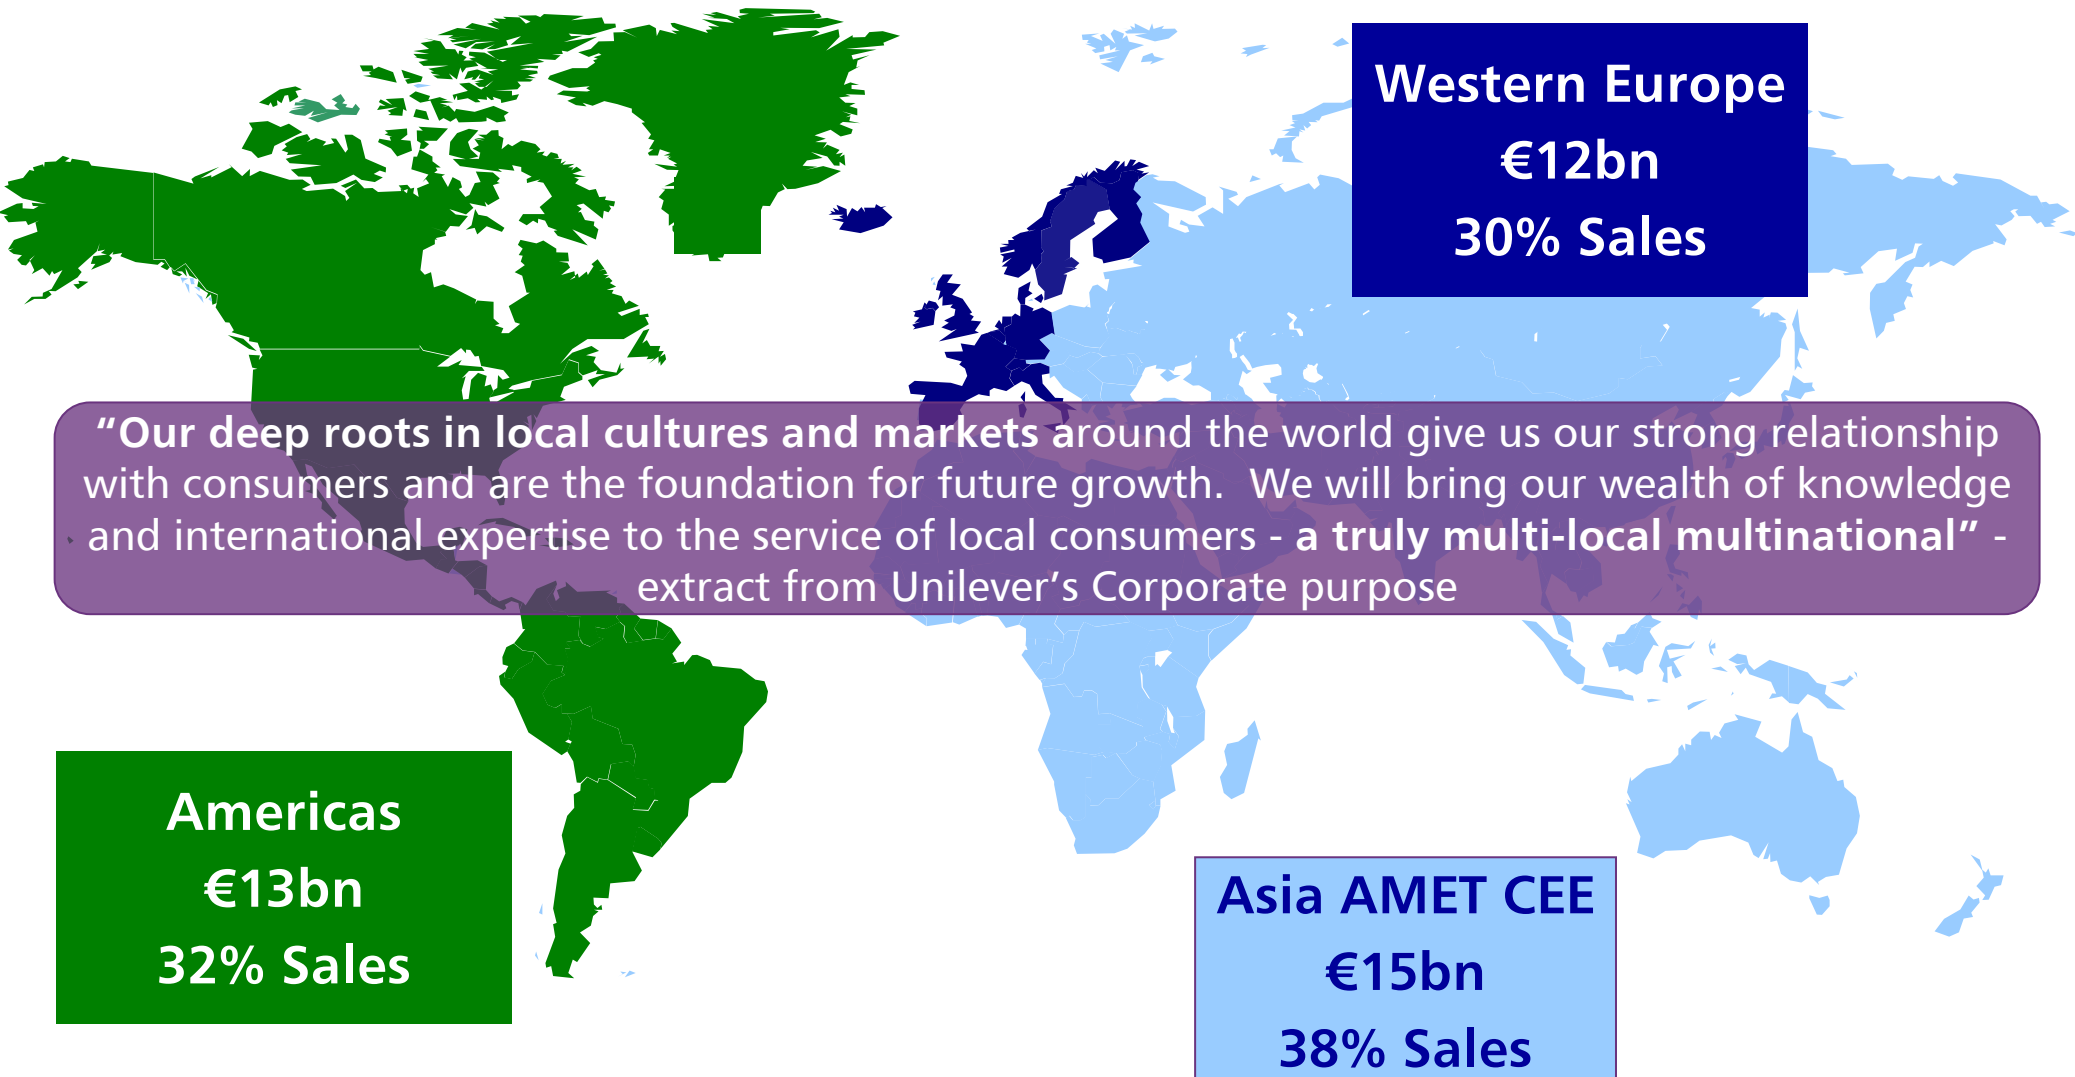 Western Europe
€12bn
30% Sales
“Our deep roots in local cultures and markets around the world give us our strong relationship
with consumers and are the foundation for future growth.  We will bring our wealth of knowledge
and international expertise to the service of local consumers - a truly multi-local multinational” -
extract from Unilever’s Corporate purpose
Americas
€13bn
32% Sales
Asia AMET CEE
€15bn
38% Sales